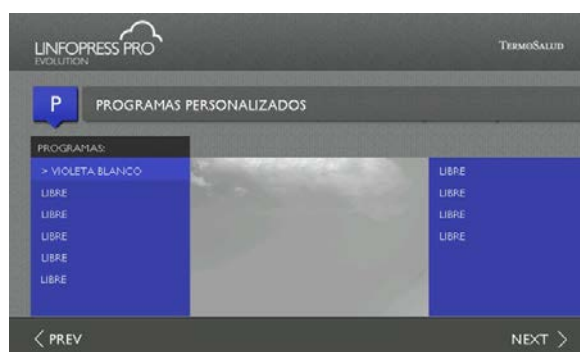 LINFOPRESS PRO
EVOLUTION
TERMOSALUD
P
PROGRAMAS PERSONALIZADOS
PROGRAMAS:
> VIOLETA BLANCO
LIBRE
LIBRE
LIBRE
LIBRE
LIBRE
LIBRE
LIBRE
LIBRE
LIBRE
< PREV
NEXT >